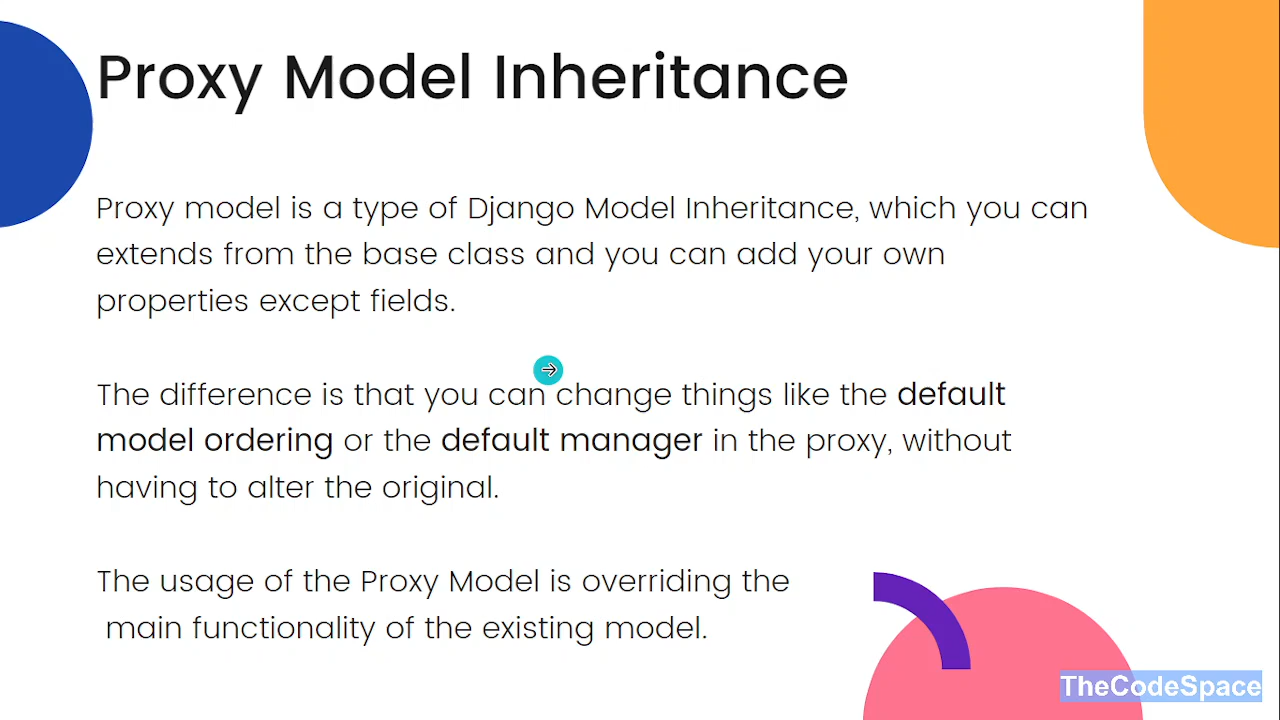 Proxy Model Inheritance
Proxy model is a type of Django Model Inheritance, which you can
extends from the base class and you can add your own
properties except fields.
The difference is that you can change things like the default
model ordering or the default manager in the proxy, without
having to alter the original.
The usage of the Proxy Model is overriding the
main functionality of the existing model.
TheCodeSpace